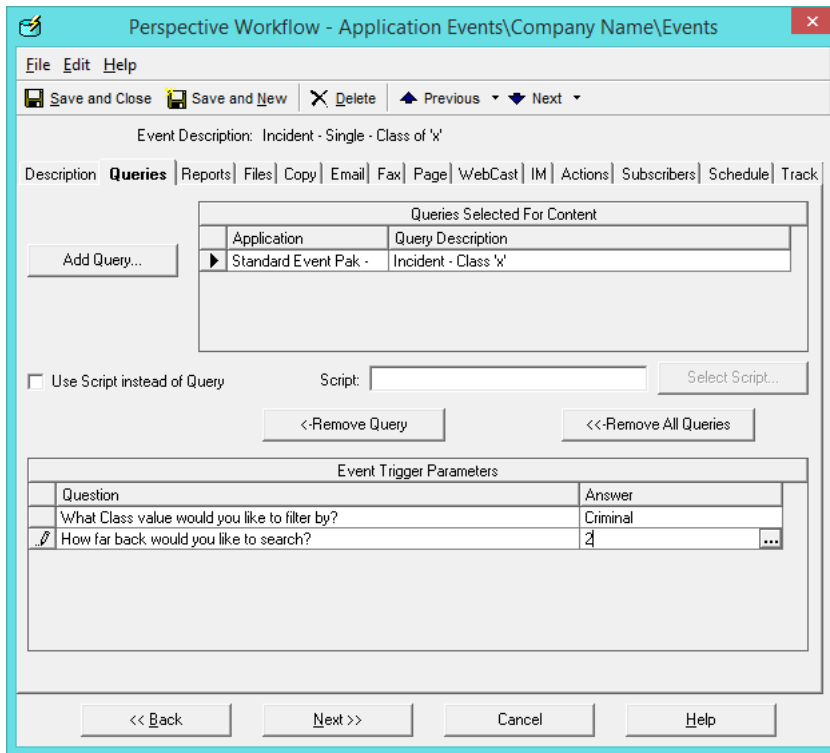 Perspective Workflow - Application Events\Company Name\Events
File Edit Help
Save and Close Save and New Delete Previous Next
Event Description: Incident - Single - Class of 'x'
Description Queries Reports Files Copy Email Fax Page WebCast IM Actions Subscribers Schedule Track
Queries Selected For Content
Application Query Description
Add Query...
Standard Event Pak - Incident - Class 'x'
Use Script instead of Query Script: Select Script...
<-Remove Query <<-Remove All Queries
Event Trigger Parameters
Question Answer
What Class value would you like to filter by? Criminal
How far back would you like to search? 2 ...
<< Back Next >> Cancel Help